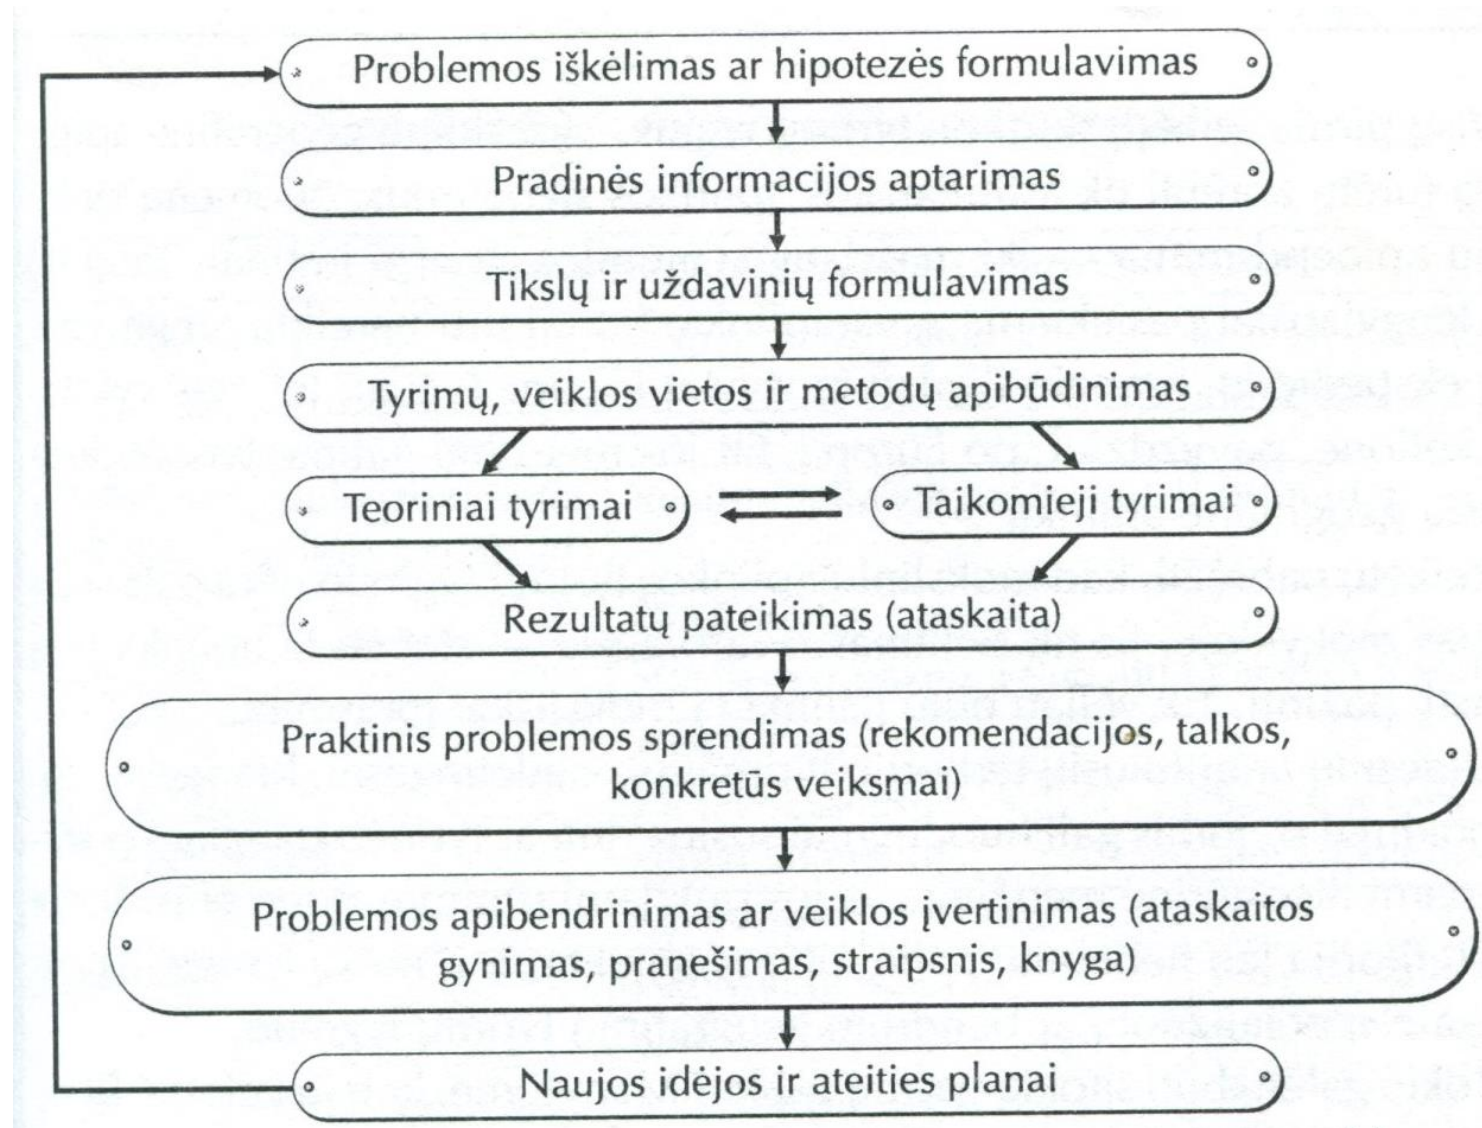 Problemos iškėlimas ar hipotezės formulavimas
Pradinės informacijos aptarimas
Tikslų ir uždavinių formulavimas
Tyrimų, veiklos vietos ir metodų apibūdinimas
Teoriniai tyrimai
Taikomieji tyrimai
Rezultatų pateikimas (ataskaita)
Praktinis problemos sprendimas (rekomendacijos, talkos,
konkretūs veiksmai)
Problemos apibendrinimas ar veiklos įvertinimas (ataskaitos
gynimas, pranešimas, straipsnis, knyga)
Naujos idėjos ir ateities planai